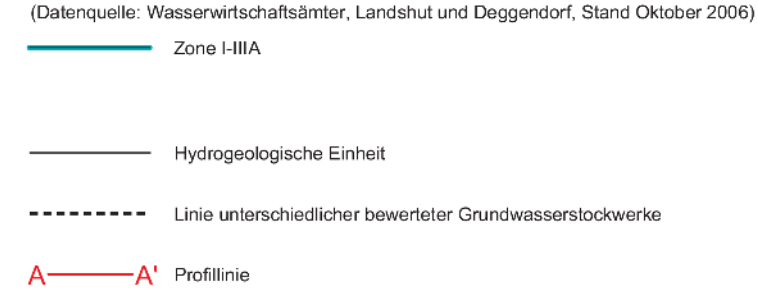 (Datenquelle: Wasserwirtschaftsämter, Landshut und Deggendorf, Stand Oktober 2006)
Zone I-IIIA
Hydrogeologische Einheit
Linie unterschiedlicher bewerteter Grundwasserstockwerke
A A' Profillinie